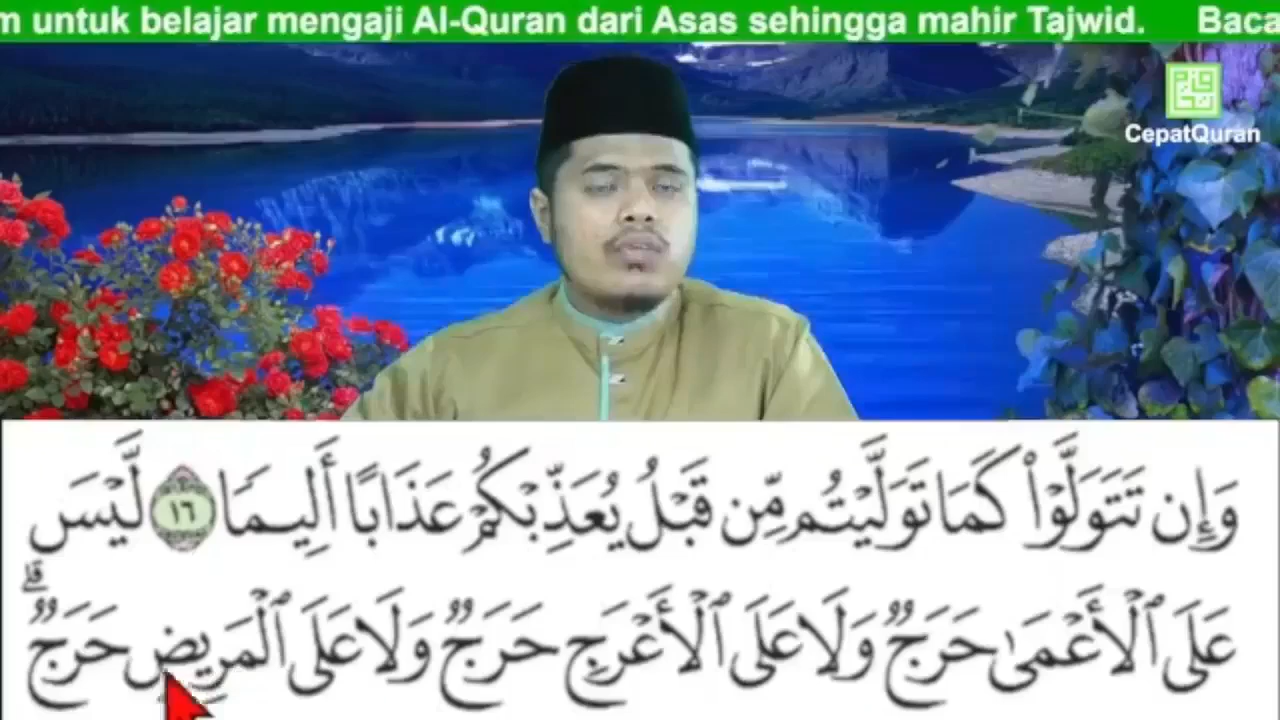 m untuk belajar mengaji Al-Quran dari Asas sehingga mahir Tajwid. Baca
CepatQuran
وَإِن تَتَوَلَّوْا۟ كَمَا تَوَلَّيْتُم مِّن قَبْلُ يُعَذِّبْكُمْ عَذَابًا أَلِيمًا ١٦ لَّيْسَ
عَلَى ٱلْأَعْمَىٰ حَرَجٌ وَلَا عَلَى ٱلْأَعْرَجِ حَرَجٌ وَلَا عَلَى ٱلْمَرِيضِ حَرَجٌ ۗ